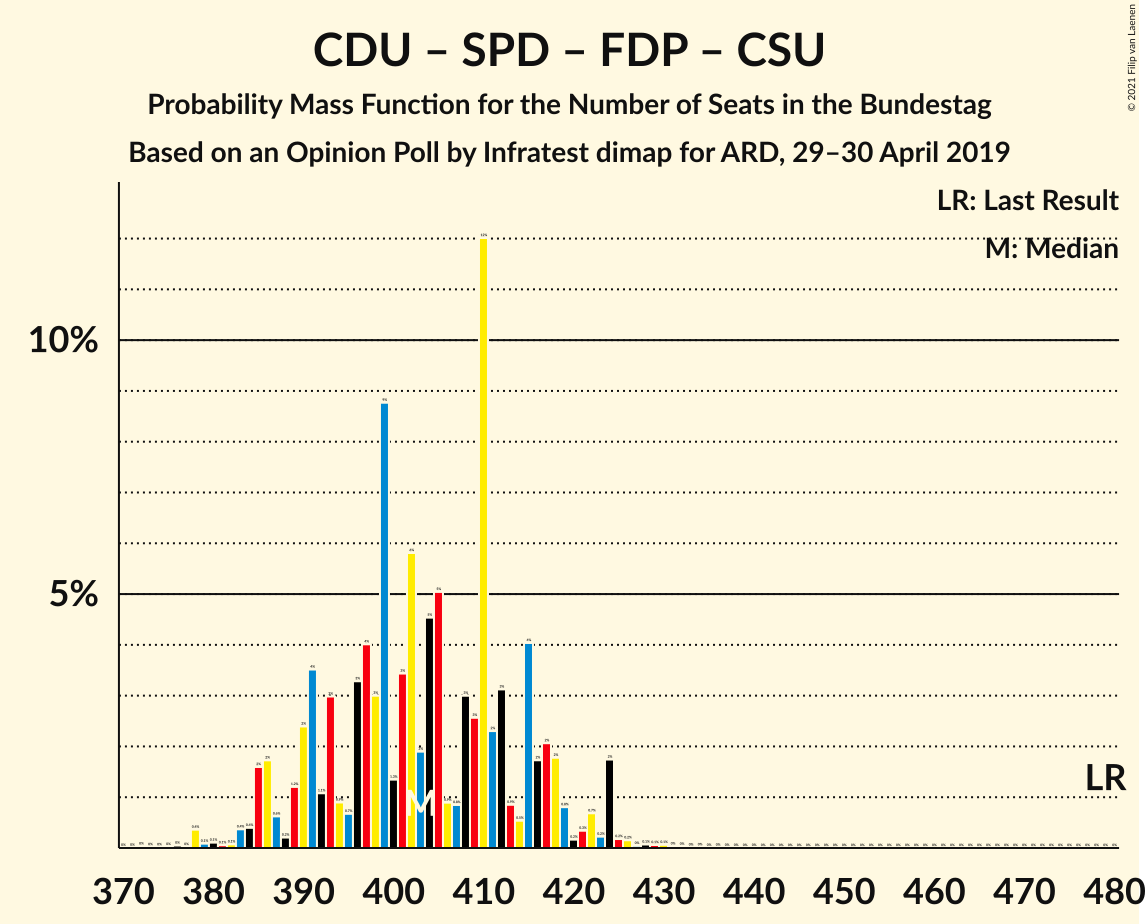 CDU – SPD – FDP – CSU
Probability Mass Function for the Number of Seats in the Bundestag
Based on an Opinion Poll by Infratest dimap for ARD, 29–30 April 2019
© 2021 Filip van Laenen
LR: Last Result
M: Median
10%
5%
M
LR
370 380 390 400 410 420 430 440 450 460 470 480